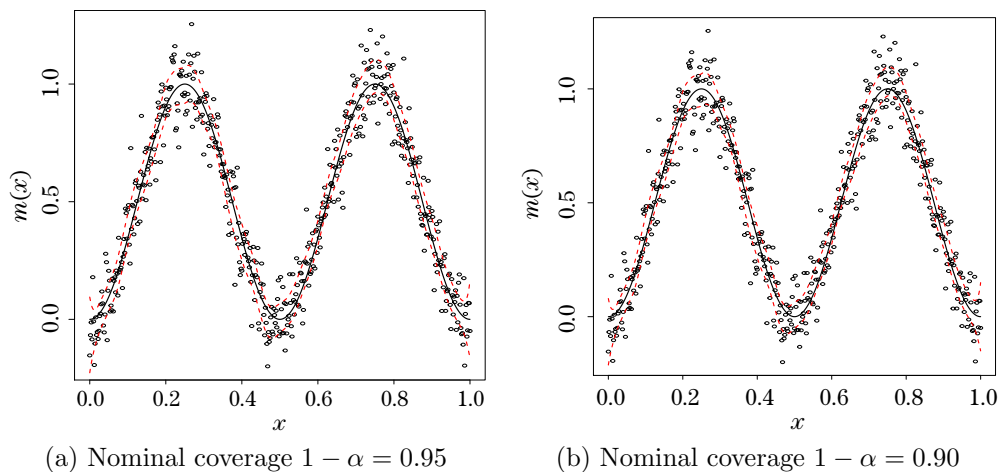 1.0
0.5
0.0
m(x)
0.0 0.2 0.4 0.6 0.8 1.0
x
(a) Nominal coverage 1 − α = 0.95
1.0
0.5
0.0
m(x)
0.0 0.2 0.4 0.6 0.8 1.0
x
(b) Nominal coverage 1 − α = 0.90